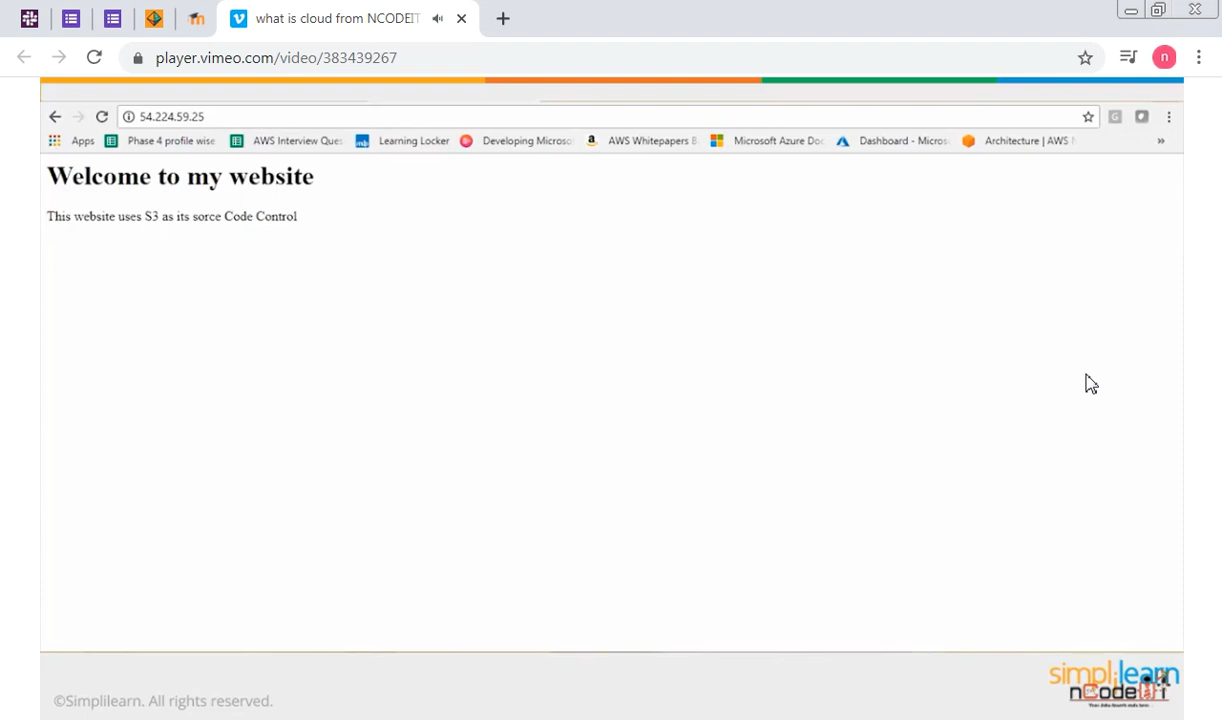 what is cloud from NCODEIT
player.vimeo.com/video/383439267
n
54.224.59.25
Apps Phase 4 profile wise AWS Interview Ques Learning Locker Developing Microso AWS Whitepapers B Microsoft Azure Doc Dashboard - Micros Architecture | AWS »
Welcome to my website
This website uses S3 as its sorce Code Control
simplilearn
nCode
©Simplilearn. All rights reserved.